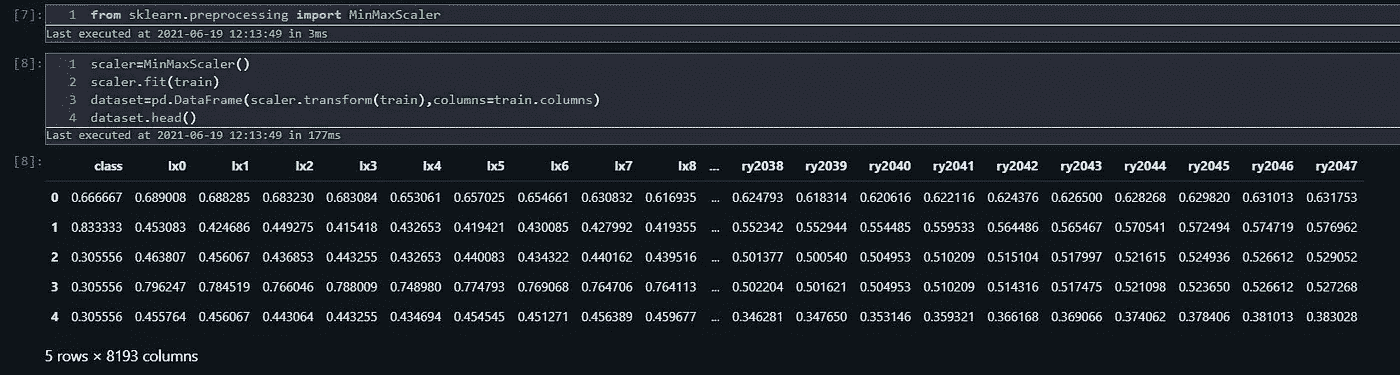 [7]: 1 from sklearn.preprocessing import MinMaxScaler
Last executed at 2021-06-19 12:13:49 in 3ms
[8]: 1 scaler=MinMaxScaler()
2 scaler.fit(train)
3 dataset=pd.DataFrame(scaler.transform(train),columns=train.columns)
4 dataset.head()
Last executed at 2021-06-19 12:13:49 in 177ms
[8]: class lx0 lx1 lx2 lx3 lx4 lx5 lx6 lx7 lx8 ... ry2038 ry2039 ry2040 ry2041 ry2042 ry2043 ry2044 ry2045 ry2046 ry2047
0 0.666667 0.689008 0.688285 0.683230 0.683084 0.653061 0.657025 0.654661 0.630832 0.616935 ... 0.624793 0.618314 0.620616 0.622116 0.624376 0.626500 0.628268 0.629820 0.631013 0.631753
1 0.833333 0.453083 0.424686 0.449275 0.415418 0.432653 0.419421 0.430085 0.427992 0.419355 ... 0.552342 0.552944 0.554485 0.559533 0.564486 0.565467 0.570541 0.572494 0.574719 0.576962
2 0.305556 0.463807 0.456067 0.436853 0.443255 0.432653 0.440083 0.434322 0.440162 0.439516 ... 0.501377 0.500540 0.504953 0.510209 0.515104 0.517997 0.521615 0.524936 0.526612 0.529052
3 0.305556 0.796247 0.784519 0.766046 0.788009 0.748980 0.774793 0.769068 0.764706 0.764113 ... 0.502204 0.501621 0.504953 0.510209 0.514316 0.517475 0.521098 0.523650 0.526612 0.527268
4 0.305556 0.455764 0.456067 0.443064 0.443255 0.434694 0.454545 0.451271 0.456389 0.459677 ... 0.346281 0.347650 0.353146 0.359321 0.366168 0.369066 0.374062 0.378406 0.381013 0.383028
5 rows × 8193 columns